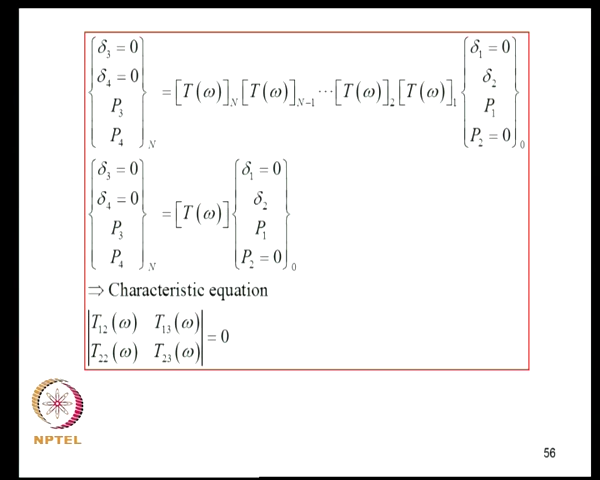 {δ₃ = 0, δ₄ = 0, P₃, P₄}_N = [T(ω)]_N [T(ω)]_{N−1} ⋯ [T(ω)]₂ [T(ω)]₁ {δ₁ = 0, δ₂, P₁, P₂ = 0}₀
{δ₃ = 0, δ₄ = 0, P₃, P₄}_N = [T(ω)] {δ₁ = 0, δ₂, P₁, P₂ = 0}₀
⇒ Characteristic equation
|T₁₂(ω) T₁₃(ω)|
|T₂₂(ω) T₂₃(ω)| = 0
NPTEL
56